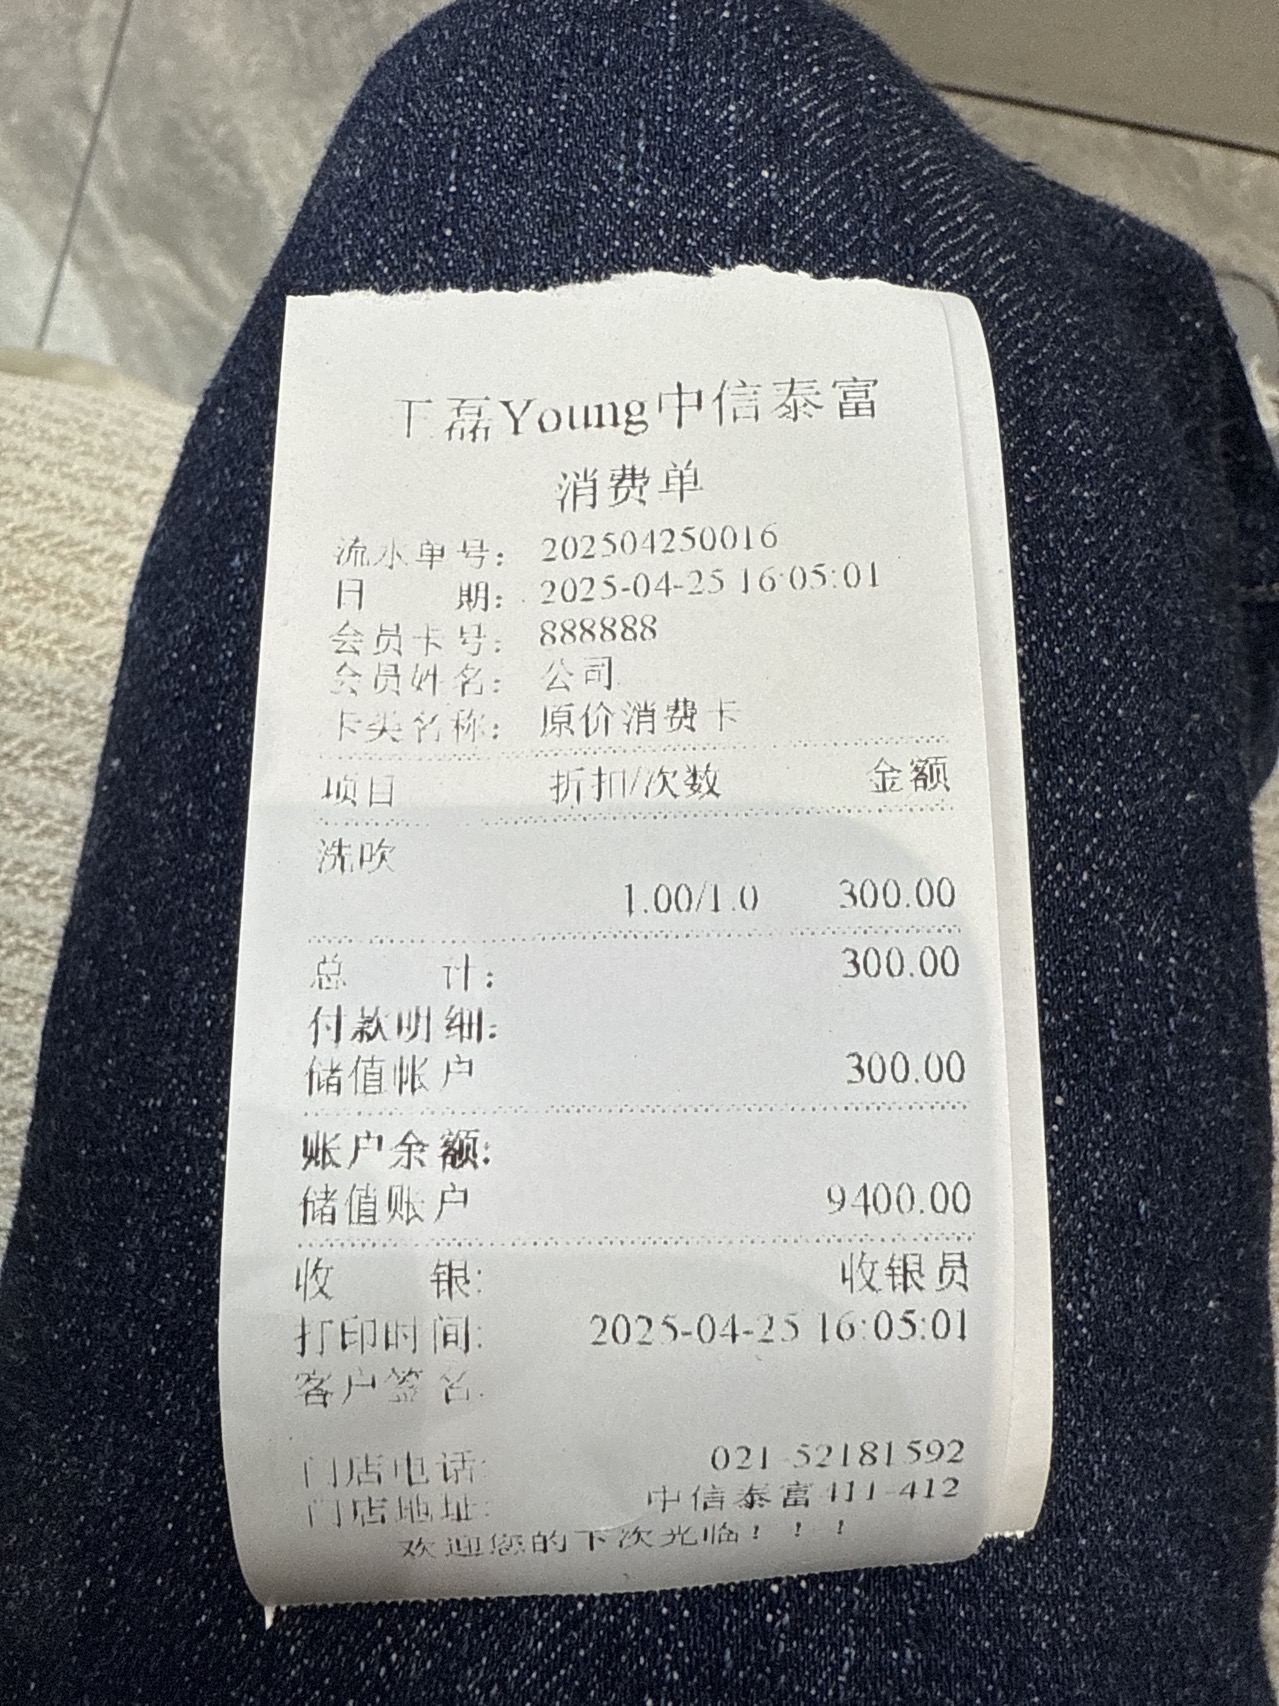 王磊Young中信泰富
消费单
流水单号: 202504250016
日 期: 2025-04-25 16:05:01
会员卡号: 888888
会员姓名: 公司
卡类名称: 原价消费卡
项目 折扣/次数 金额
洗吹
1.00/1.0 300.00
总 计: 300.00
付款明细:
储值帐户 300.00
账户余额:
储值账户 9400.00
收 银: 收银员
打印时间: 2025-04-25 16:05:01
客户签名:
门店电话: 021-52181592
门店地址: 中信泰富411-412
欢迎您的下次光临！！！